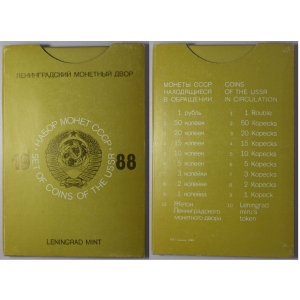 ЛЕНИНГРАДСКИЙ МОНЕТНЫЙ ДВОР
НАБОР МОНЕТ СССР
19 88
SET OF COINS OF THE USSR
LENINGRAD MINT
МОНЕТЫ СССР
НАХОДЯЩИЕСЯ
В ОБРАЩЕНИИ
COINS
OF THE USSR
IN CIRCULATION
1 рубль 1 Rouble
50 копеек 50 Kopecks
20 копеек 20 Kopecks
15 копеек 15 Kopecks
10 копеек 10 Kopecks
5 копеек 5 Kopecks
3 копейки 3 Kopecks
2 копейки 2 Kopecks
1 копейка 1 Kopeck
Жетон Leningrad
Ленинградского mint's
монетного двора token